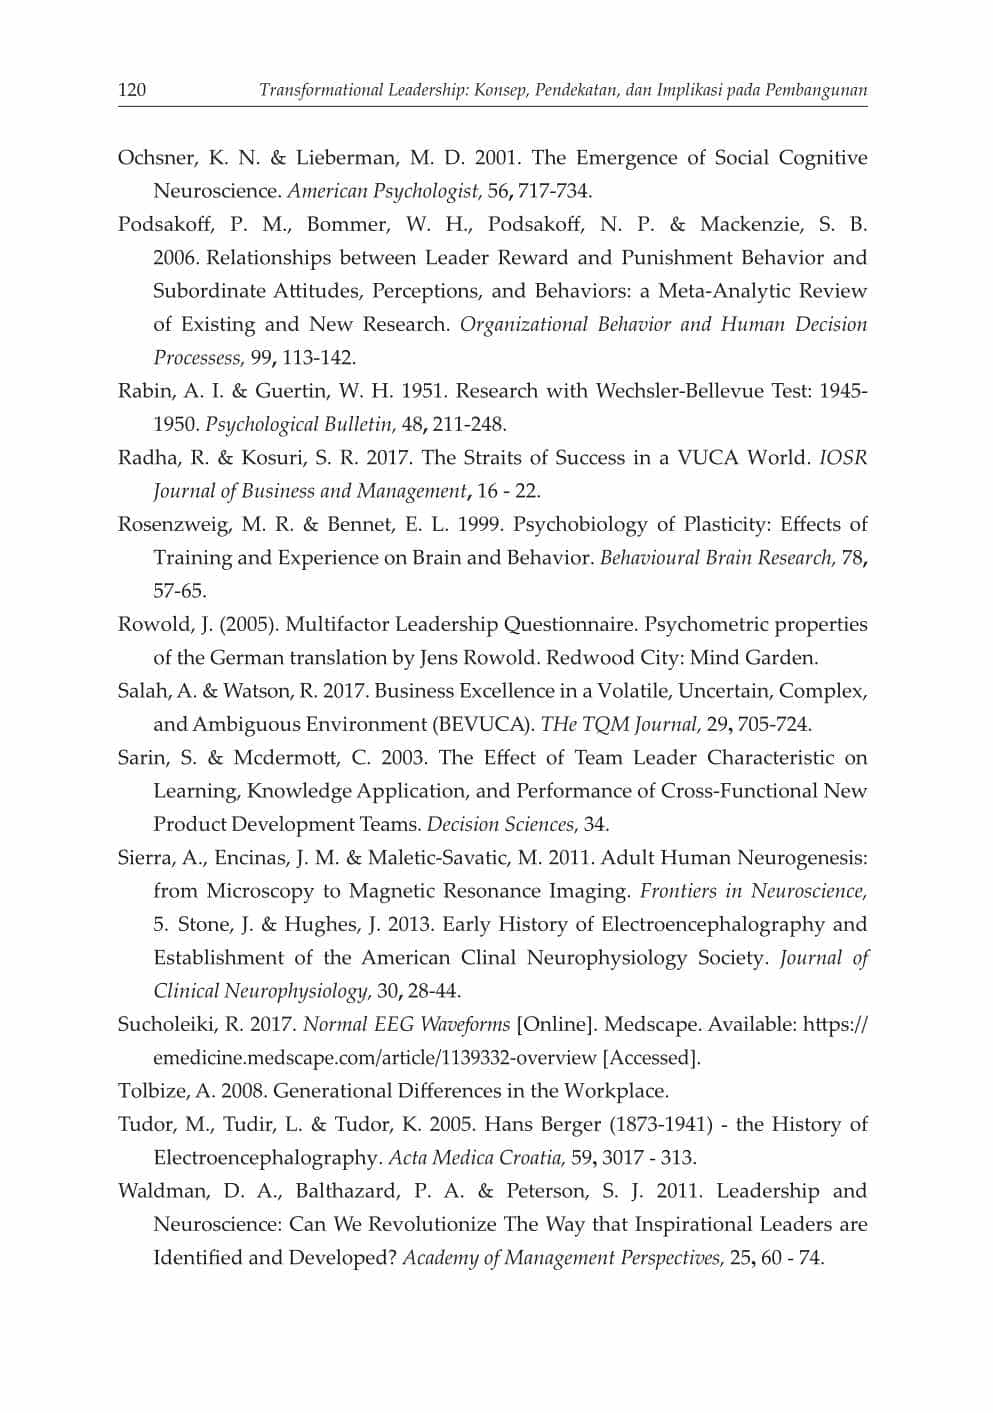 120 Transformational Leadership: Konsep, Pendekatan, dan Implikasi pada Pembangunan
Ochsner, K. N. & Lieberman, M. D. 2001. The Emergence of Social Cognitive
Neuroscience. American Psychologist, 56, 717-734.
Podsakoff, P. M., Bommer, W. H., Podsakoff, N. P. & Mackenzie, S. B.
2006. Relationships between Leader Reward and Punishment Behavior and
Subordinate Attitudes, Perceptions, and Behaviors: a Meta-Analytic Review
of Existing and New Research. Organizational Behavior and Human Decision
Processess, 99, 113-142.
Rabin, A. I. & Guertin, W. H. 1951. Research with Wechsler-Bellevue Test: 1945-
1950. Psychological Bulletin, 48, 211-248.
Radha, R. & Kosuri, S. R. 2017. The Straits of Success in a VUCA World. IOSR
Journal of Business and Management, 16 - 22.
Rosenzweig, M. R. & Bennet, E. L. 1999. Psychobiology of Plasticity: Effects of
Training and Experience on Brain and Behavior. Behavioural Brain Research, 78,
57-65.
Rowold, J. (2005). Multifactor Leadership Questionnaire. Psychometric properties
of the German translation by Jens Rowold. Redwood City: Mind Garden.
Salah, A. & Watson, R. 2017. Business Excellence in a Volatile, Uncertain, Complex,
and Ambiguous Environment (BEVUCA). THe TQM Journal, 29, 705-724.
Sarin, S. & Mcdermott, C. 2003. The Effect of Team Leader Characteristic on
Learning, Knowledge Application, and Performance of Cross-Functional New
Product Development Teams. Decision Sciences, 34.
Sierra, A., Encinas, J. M. & Maletic-Savatic, M. 2011. Adult Human Neurogenesis:
from Microscopy to Magnetic Resonance Imaging. Frontiers in Neuroscience,
5. Stone, J. & Hughes, J. 2013. Early History of Electroencephalography and
Establishment of the American Clinal Neurophysiology Society. Journal of
Clinical Neurophysiology, 30, 28-44.
Sucholeiki, R. 2017. Normal EEG Waveforms [Online]. Medscape. Available: https://
emedicine.medscape.com/article/1139332-overview [Accessed].
Tolbize, A. 2008. Generational Differences in the Workplace.
Tudor, M., Tudir, L. & Tudor, K. 2005. Hans Berger (1873-1941) - the History of
Electroencephalography. Acta Medica Croatia, 59, 3017 - 313.
Waldman, D. A., Balthazard, P. A. & Peterson, S. J. 2011. Leadership and
Neuroscience: Can We Revolutionize The Way that Inspirational Leaders are
Identified and Developed? Academy of Management Perspectives, 25, 60 - 74.